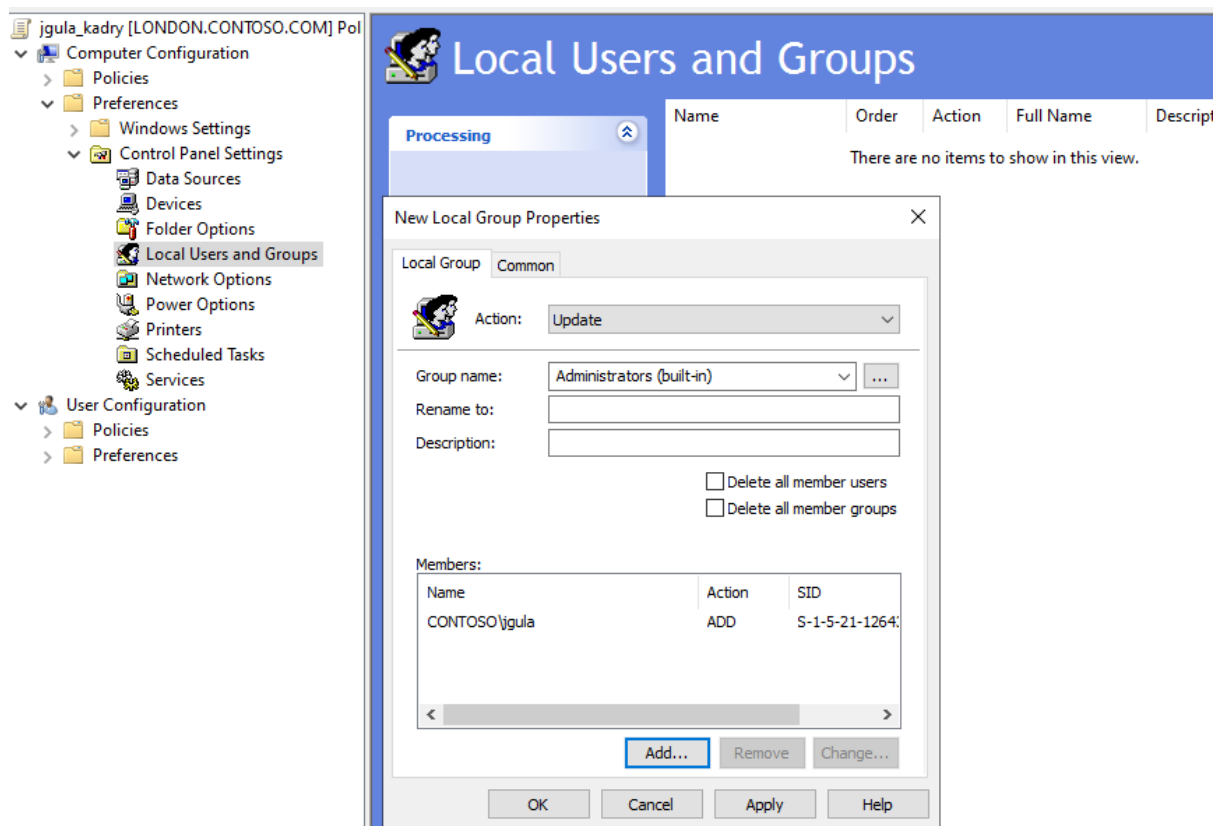 jgula_kadry [LONDON.CONTOSO.COM] Pol
Computer Configuration
Policies
Preferences
Windows Settings
Control Panel Settings
Data Sources
Devices
Folder Options
Local Users and Groups
Network Options
Power Options
Printers
Scheduled Tasks
Services
User Configuration
Policies
Preferences
Local Users and Groups
Processing
Name Order Action Full Name Descript
There are no items to show in this view.
New Local Group Properties
Local Group Common
Action: Update
Group name: Administrators (built-in) ...
Rename to:
Description:
Delete all member users
Delete all member groups
Members:
Name Action SID
CONTOSO\jgula ADD S-1-5-21-1264
Add... Remove Change...
OK Cancel Apply Help